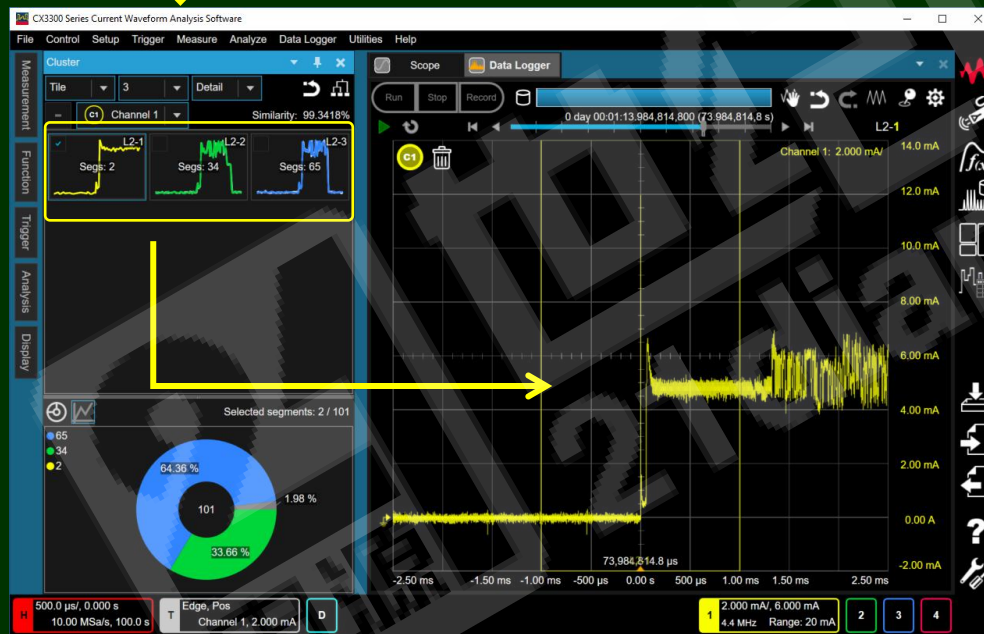 CX3300 Series Current Waveform Analysis Software
File Control Setup Trigger Measure Analyze Data Logger Utilities Help
Measurement
Function
Trigger
Analysis
Display
Cluster
Tile 3 Detail
C1 Channel 1 Similarity: 99.3418%
L2-1 L2-2 L2-3
Segs: 2 Segs: 34 Segs: 65
Selected segments: 2 / 101
65
34
2
64.36 %
1.98 %
101
33.66 %
Scope Data Logger
Run Stop Record
0 day 00:01:13.984,814,800 (73.984,814,8 s)
L2-1
C1
Channel 1: 2.000 mA/
14.0 mA
12.0 mA
10.0 mA
8.00 mA
6.00 mA
4.00 mA
2.00 mA
0.00 A
-2.00 mA
73,984,814.8 µs
-2.50 ms -1.50 ms -1.00 ms -500 µs 0.00 s 500 µs 1.00 ms 1.50 ms 2.50 ms
H 500.0 µs/, 0.000 s
10.00 MSa/s, 100.0 s
T Edge, Pos
Channel 1, 2.000 mA
D
1 2.000 mA/, 6.000 mA
4.4 MHz Range: 20 mA
2 3 4